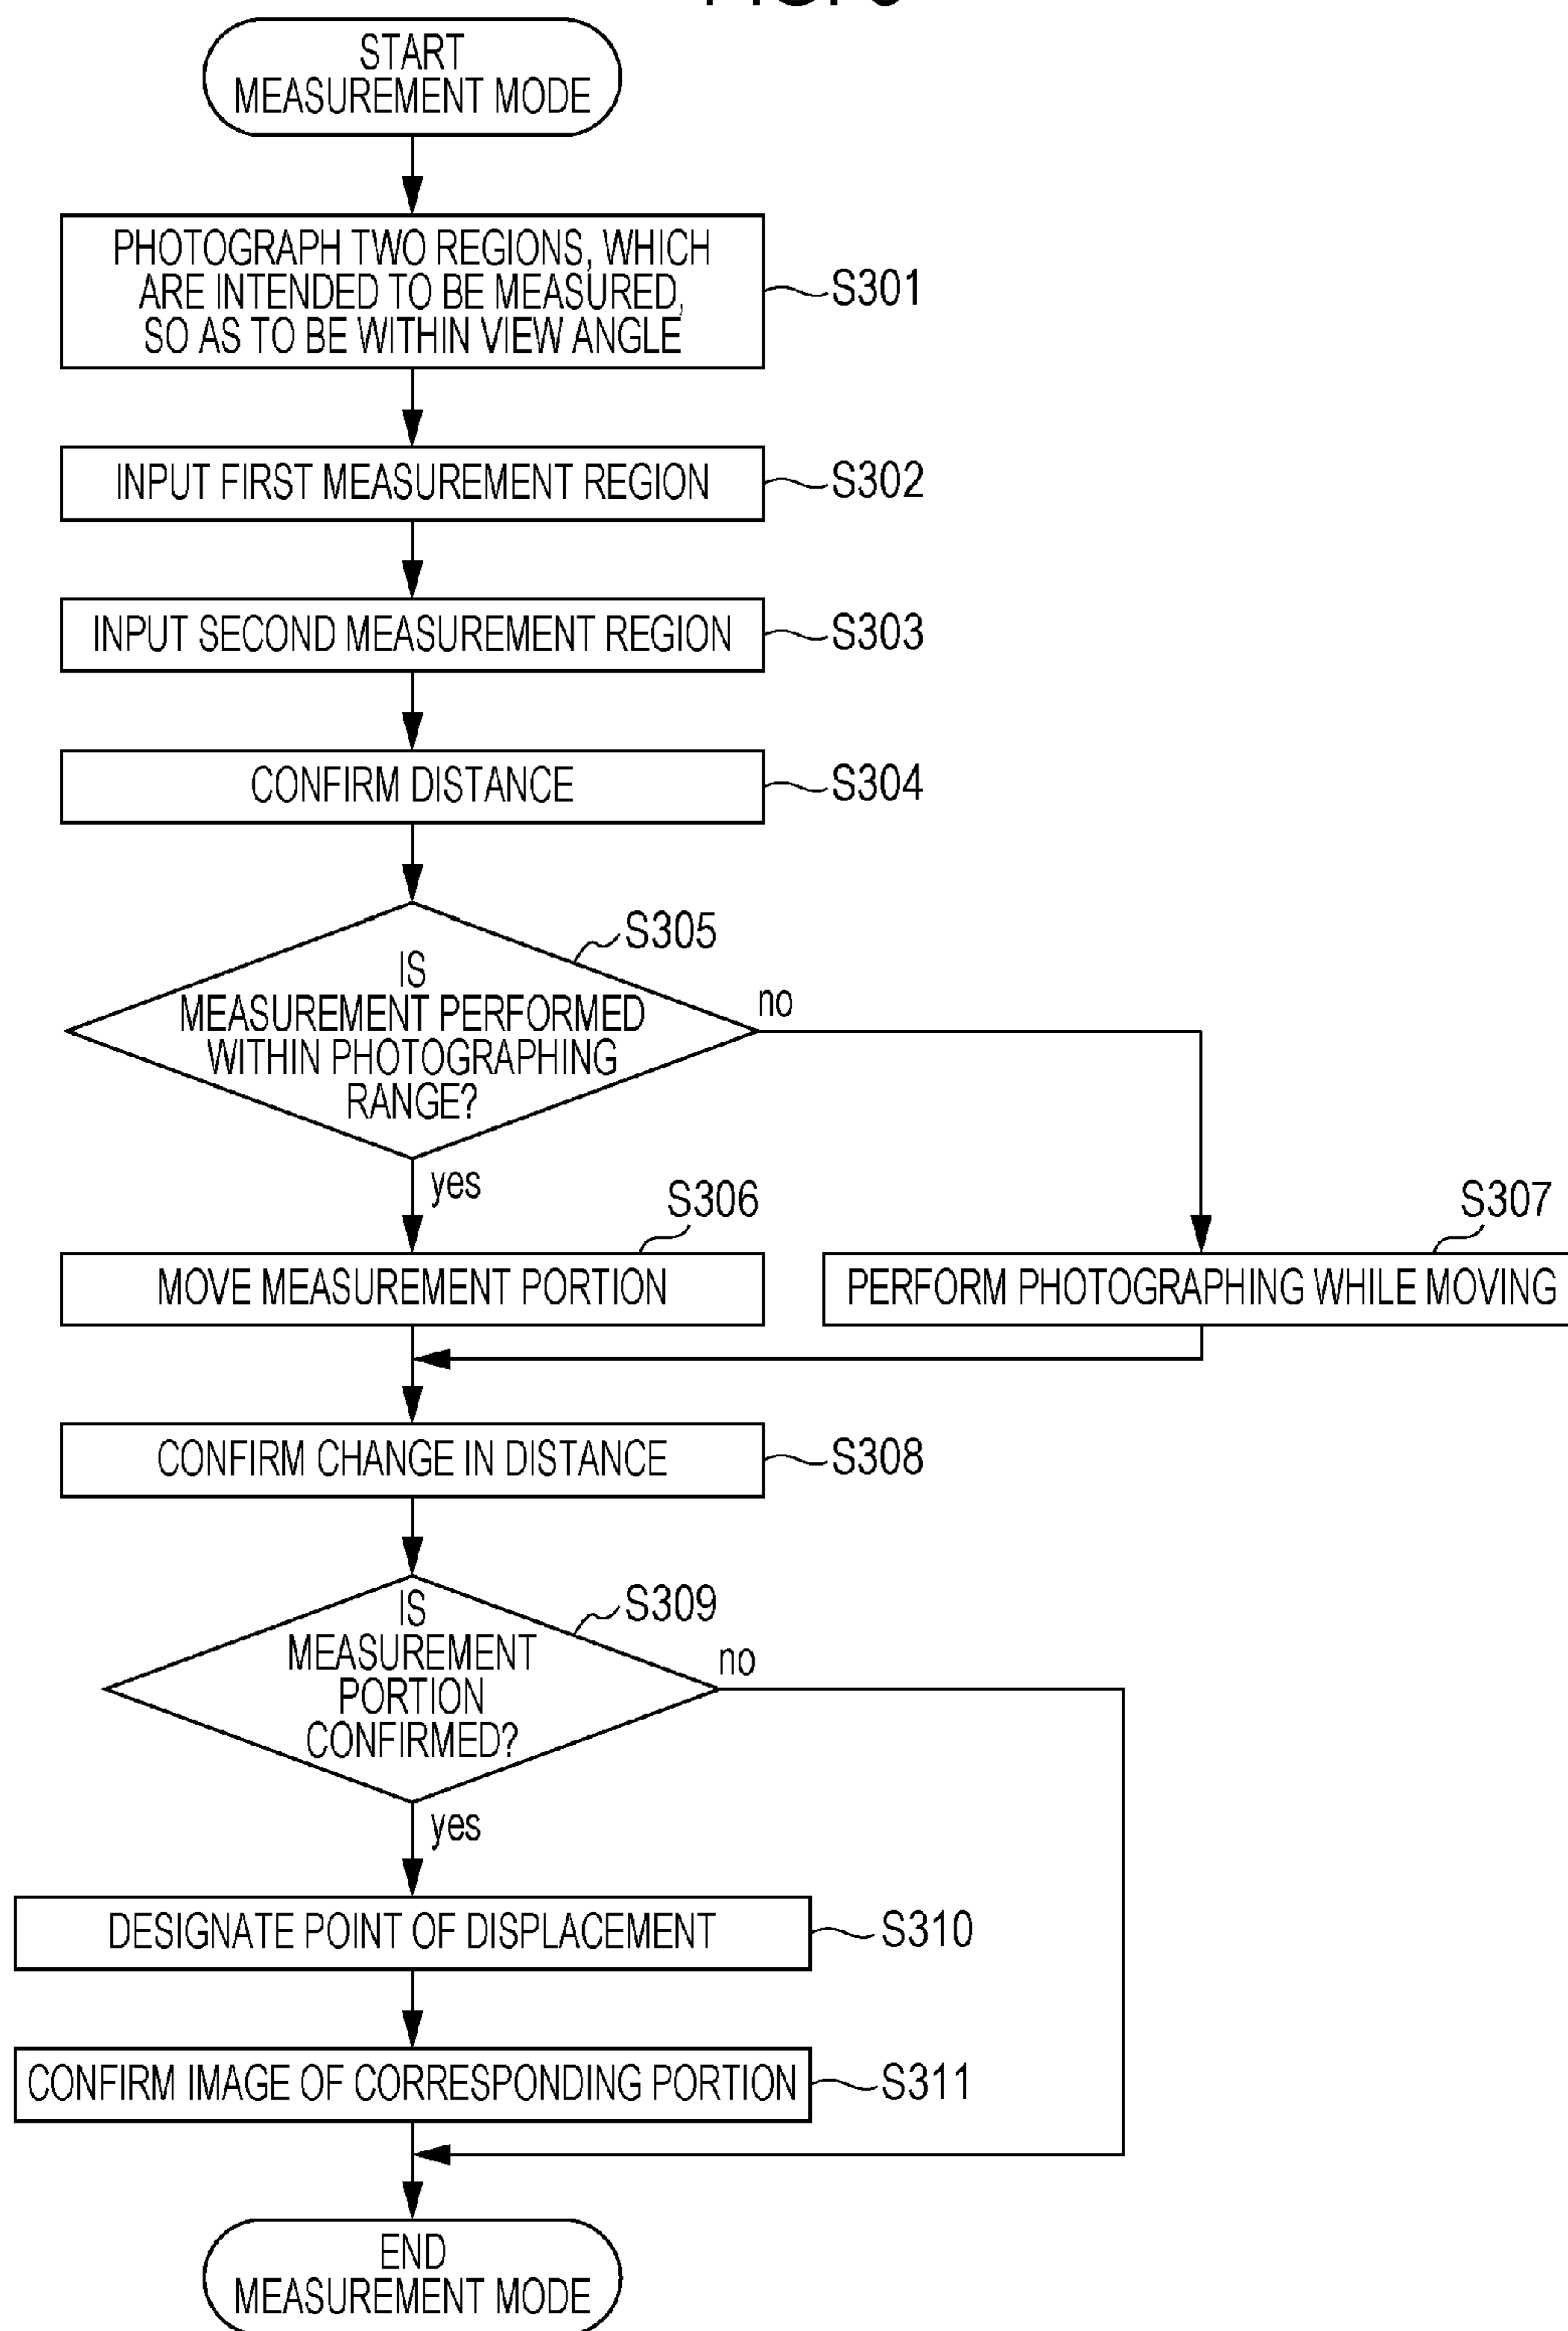 START
MEASUREMENT MODE
PHOTOGRAPH TWO REGIONS, WHICH
ARE INTENDED TO BE MEASURED,
SO AS TO BE WITHIN VIEW ANGLE
S301
INPUT FIRST MEASUREMENT REGION
S302
INPUT SECOND MEASUREMENT REGION
S303
CONFIRM DISTANCE
S304
S305
IS
MEASUREMENT PERFORMED
WITHIN PHOTOGRAPHING
RANGE?
no
yes
S306
MOVE MEASUREMENT PORTION
S307
PERFORM PHOTOGRAPHING WHILE MOVING
CONFIRM CHANGE IN DISTANCE
S308
S309
IS
MEASUREMENT
PORTION
CONFIRMED?
no
yes
DESIGNATE POINT OF DISPLACEMENT
S310
CONFIRM IMAGE OF CORRESPONDING PORTION
S311
END
MEASUREMENT MODE